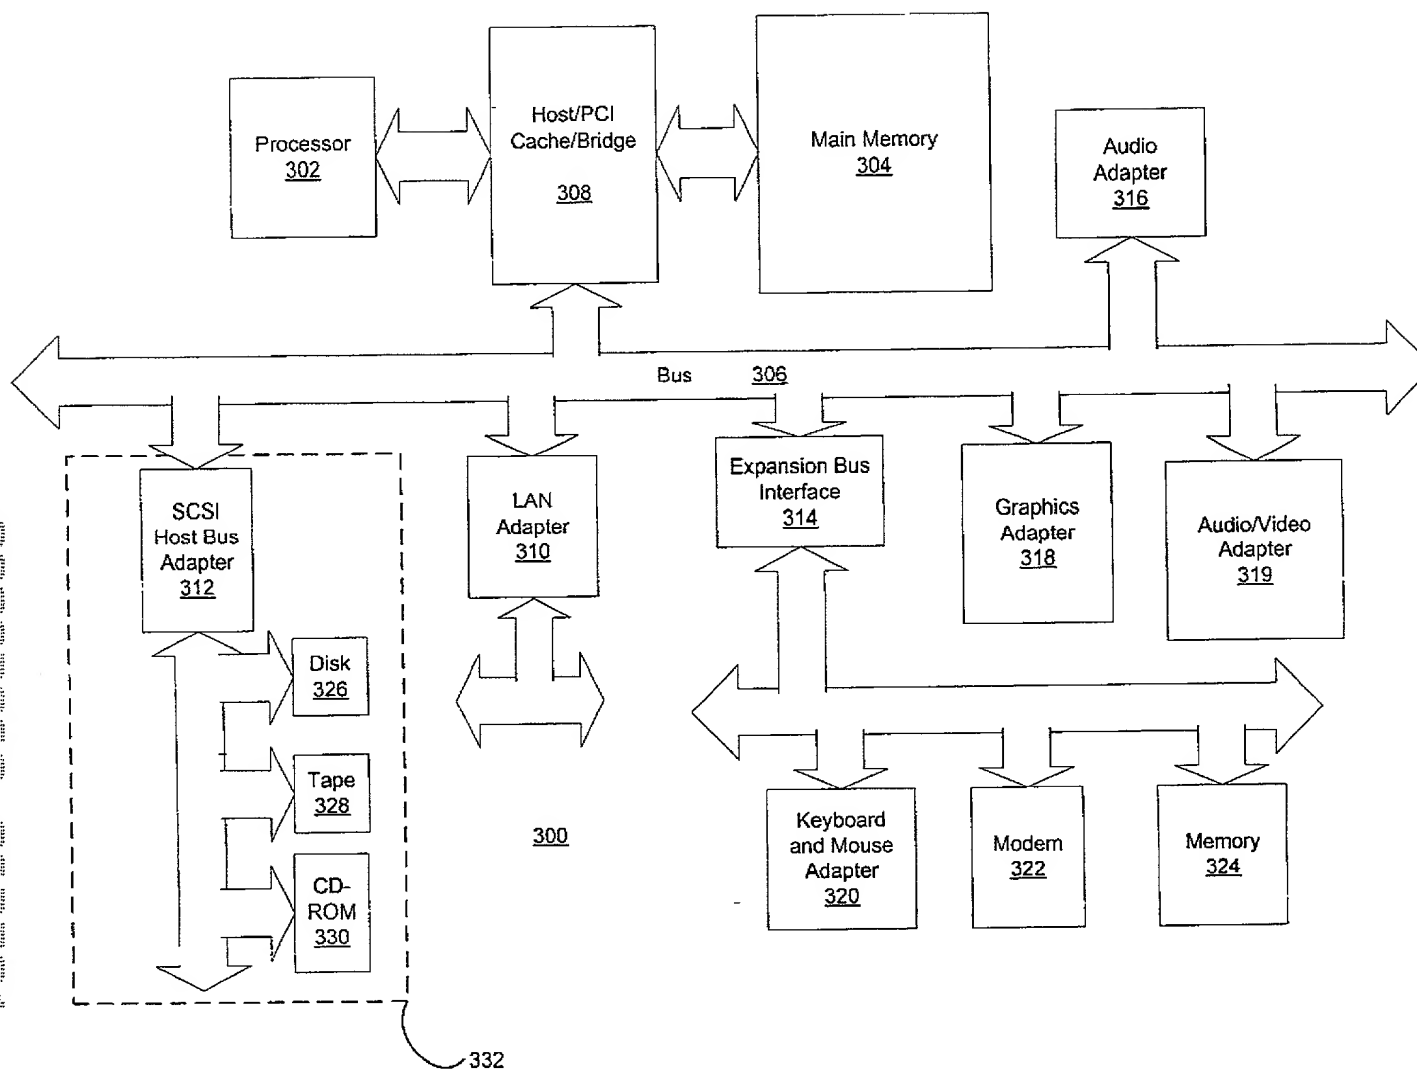 Processor
302
Host/PCI
Cache/Bridge
308
Main Memory
304
Audio
Adapter
316
Bus 306
SCSI
Host Bus
Adapter
312
LAN
Adapter
310
Expansion Bus
Interface
314
Graphics
Adapter
318
Audio/Video
Adapter
319
Disk
326
Tape
328
CD-
ROM
330
300
Keyboard
and Mouse
Adapter
320
Modem
322
Memory
324
332